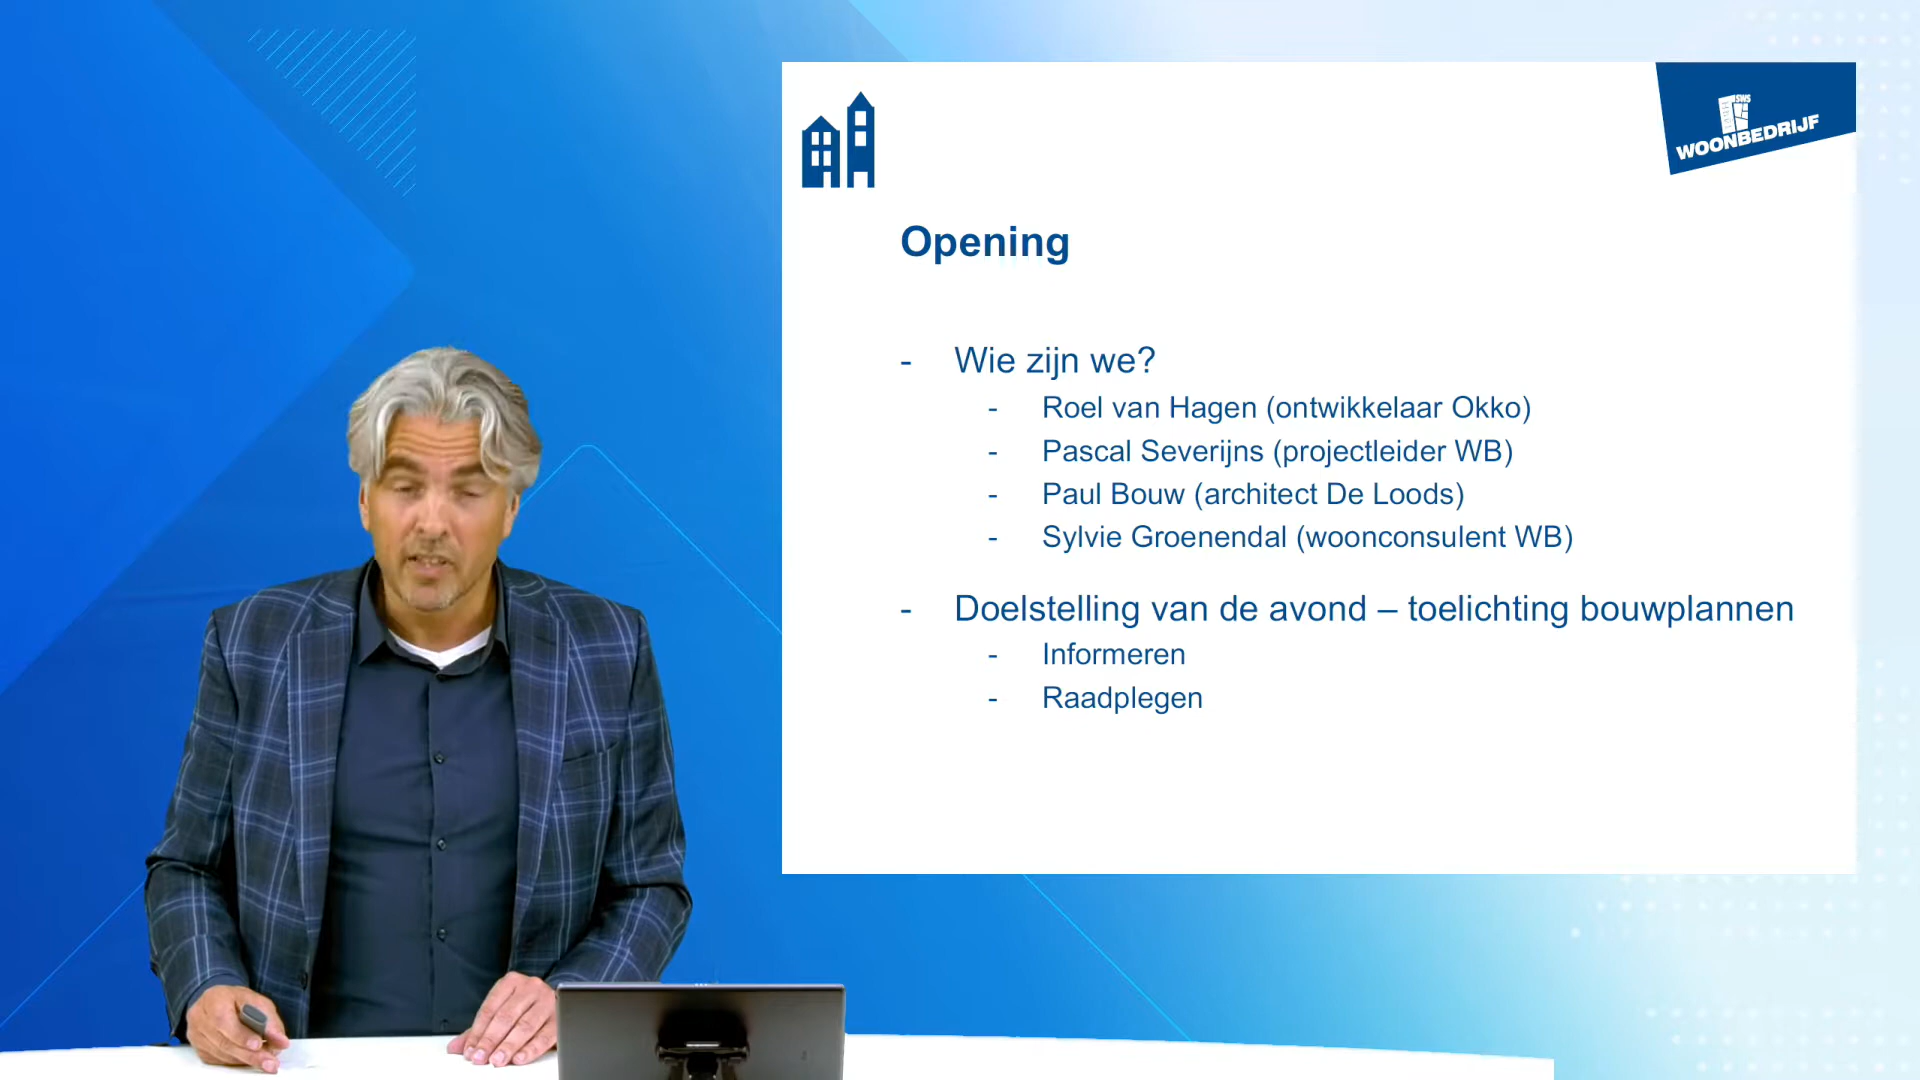 SWS
WOONBEDRIJF
Opening
- Wie zijn we?
- Roel van Hagen (ontwikkelaar Okko)
- Pascal Severijns (projectleider WB)
- Paul Bouw (architect De Loods)
- Sylvie Groenendal (woonconsulent WB)
- Doelstelling van de avond – toelichting bouwplannen
- Informeren
- Raadplegen